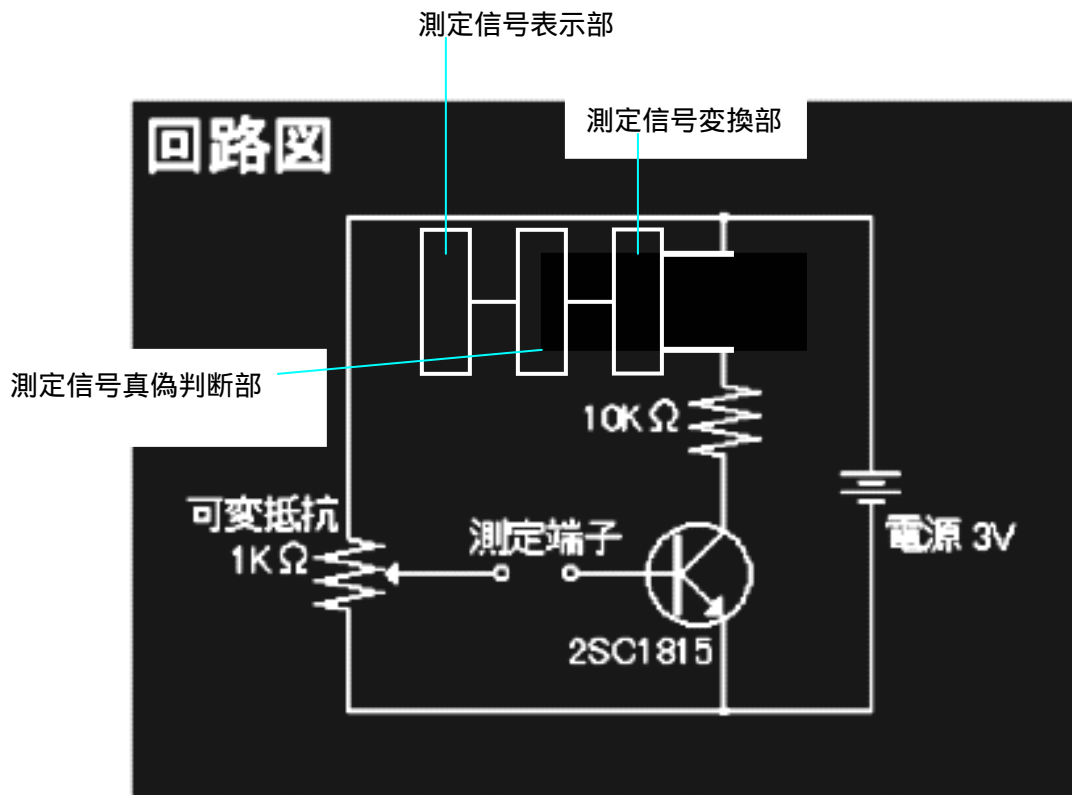 測定信号表示部
測定信号変換部
回路図
測定信号真偽判断部
10KΩ
可変抵抗
1KΩ
測定端子
電源 3V
2SC1815